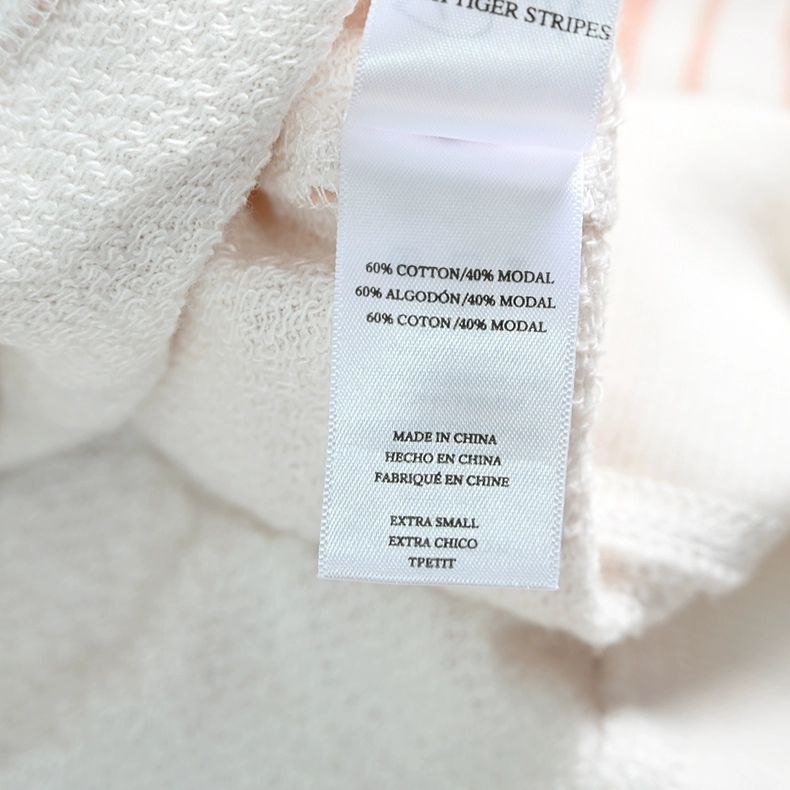 TIGER STRIPES
60% COTTON/40% MODAL
60% ALGODÓN/40% MODAL
60% COTON/40% MODAL
MADE IN CHINA
HECHO EN CHINA
FABRIQUÉ EN CHINE
EXTRA SMALL
EXTRA CHICO
TPETIT